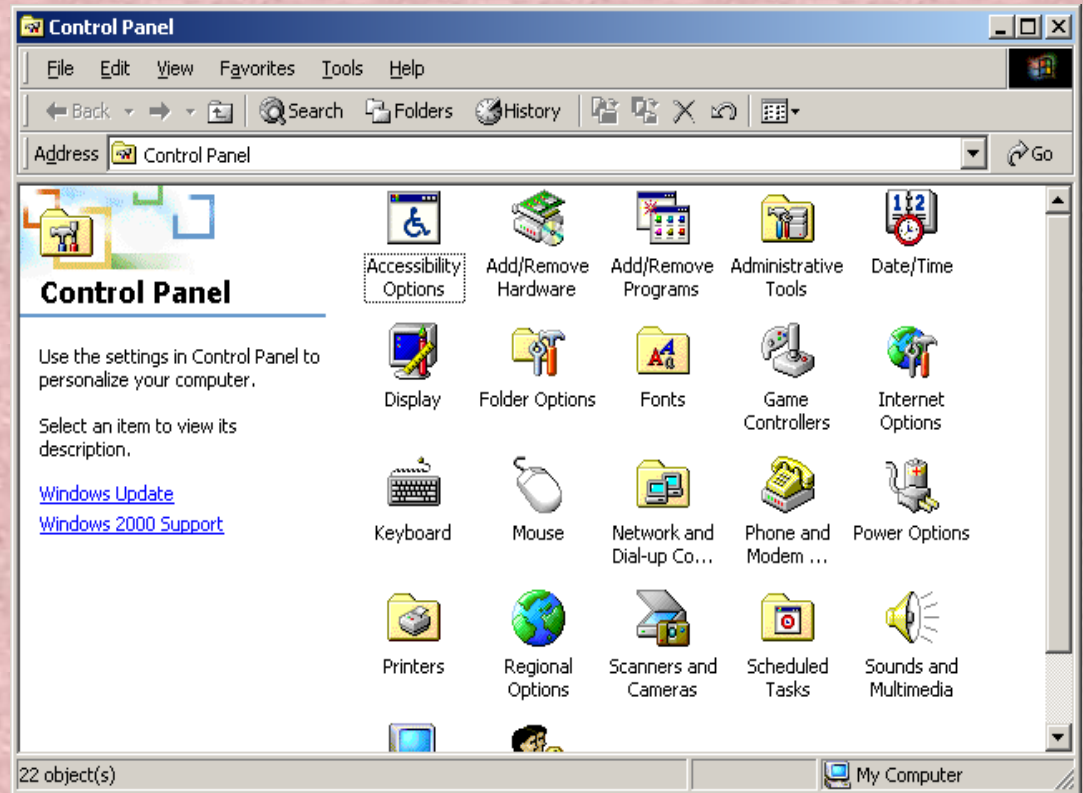 Control Panel
File Edit View Favorites Tools Help
Back Search Folders History
Address Control Panel Go
Control Panel
Use the settings in Control Panel to
personalize your computer.
Select an item to view its
description.
Windows Update
Windows 2000 Support
Accessibility
Options
Add/Remove
Hardware
Add/Remove
Programs
Administrative
Tools
12
Date/Time
Display
Folder Options
Fonts
Game
Controllers
Internet
Options
Keyboard
Mouse
Network and
Dial-up Co...
Phone and
Modem ...
Power Options
Printers
Regional
Options
Scanners and
Cameras
Scheduled
Tasks
Sounds and
Multimedia
22 object(s) My Computer